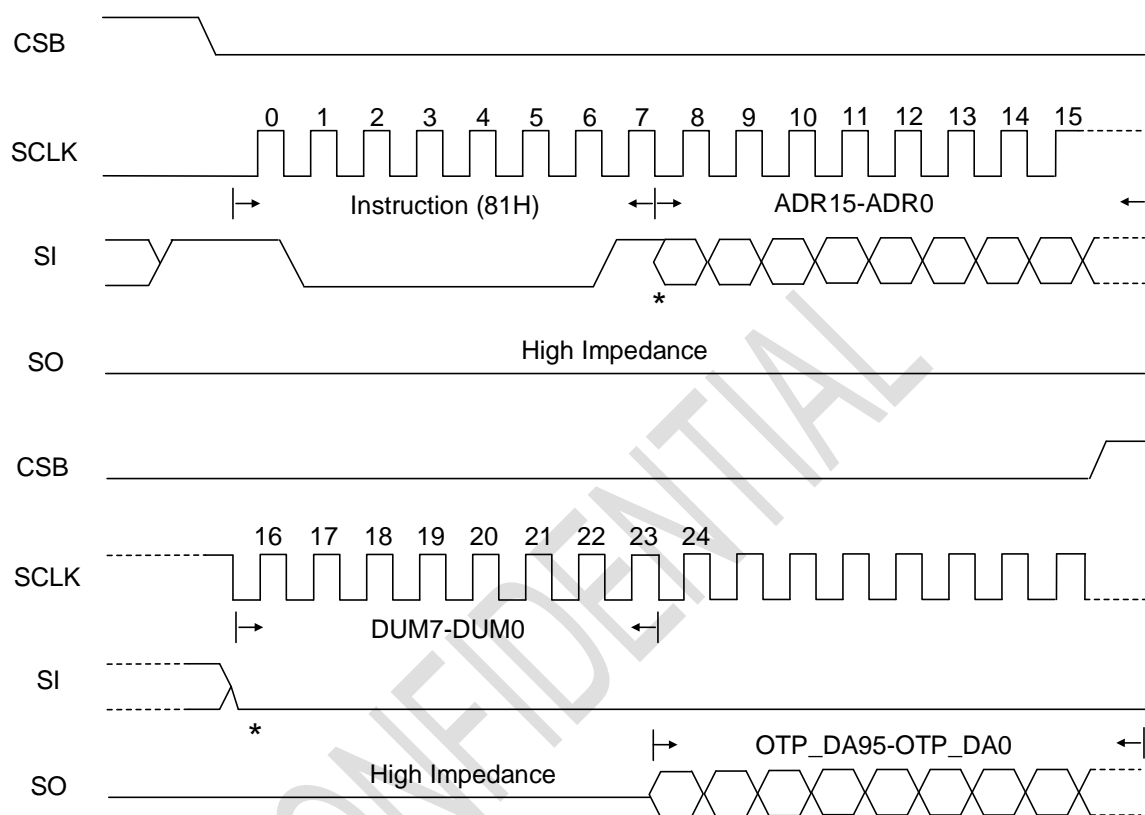 CSB
0 1 2 3 4 5 6 7 8 9 10 11 12 13 14 15
SCLK
Instruction (81H) ADR15-ADR0
SI
*
SO High Impedance
CSB
16 17 18 19 20 21 22 23 24
SCLK
DUM7-DUM0
SI
*
OTP_DA95-OTP_DA0
SO High Impedance
CONFIDENTIAL